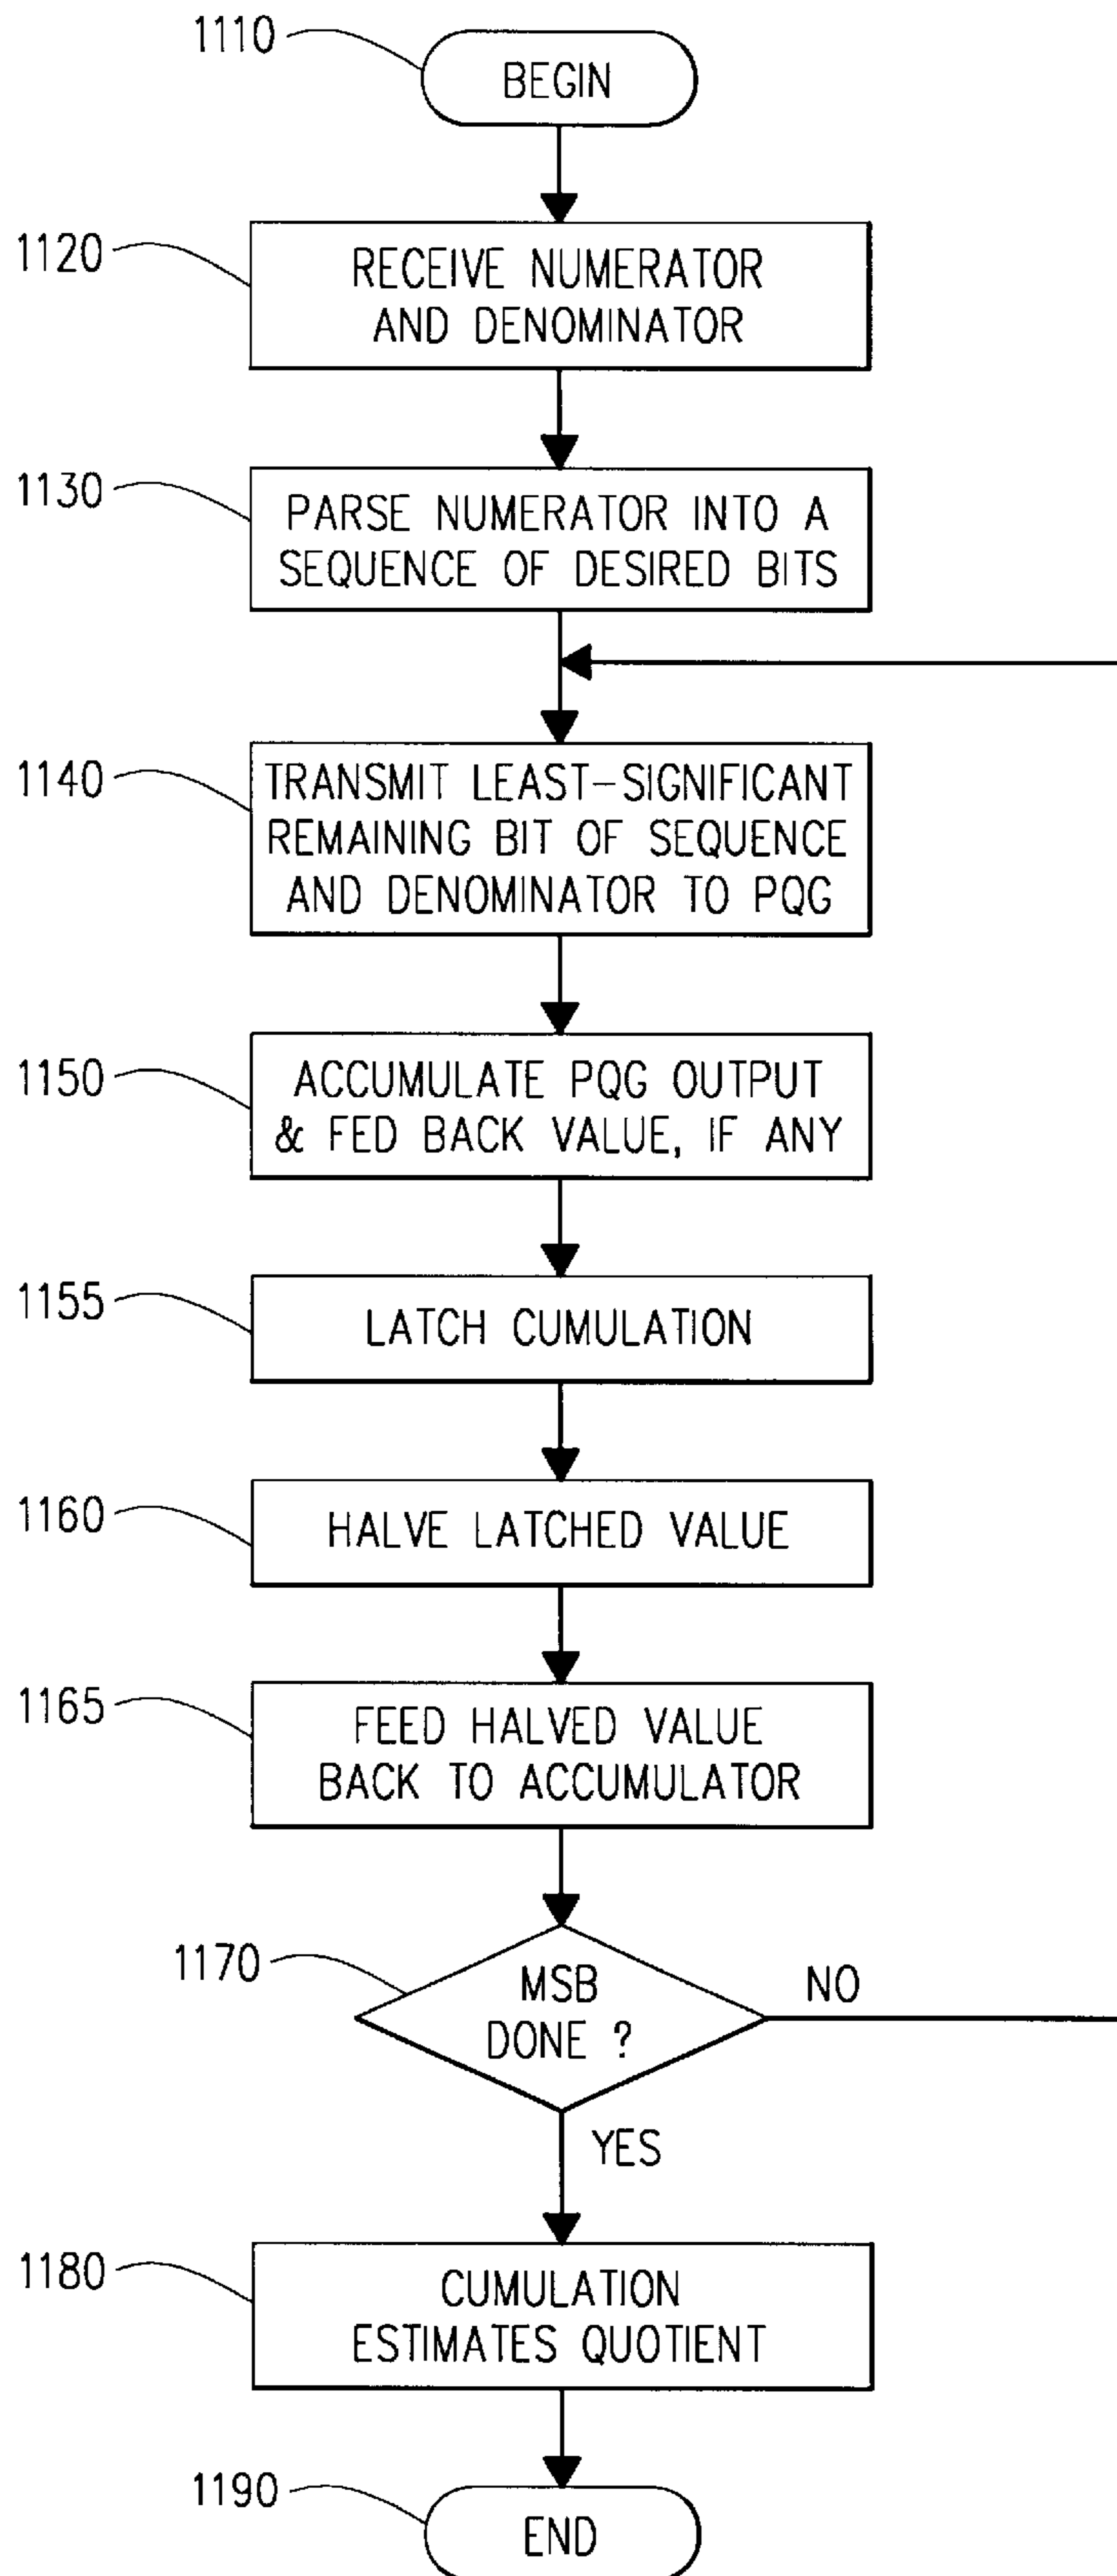 1110
BEGIN
1120
RECEIVE NUMERATOR
AND DENOMINATOR
1130
PARSE NUMERATOR INTO A
SEQUENCE OF DESIRED BITS
1140
TRANSMIT LEAST-SIGNIFICANT
REMAINING BIT OF SEQUENCE
AND DENOMINATOR TO PQG
1150
ACCUMULATE PQG OUTPUT
& FED BACK VALUE, IF ANY
1155
LATCH CUMULATION
1160
HALVE LATCHED VALUE
1165
FEED HALVED VALUE
BACK TO ACCUMULATOR
1170
MSB
DONE ?
NO
YES
1180
CUMULATION
ESTIMATES QUOTIENT
1190
END